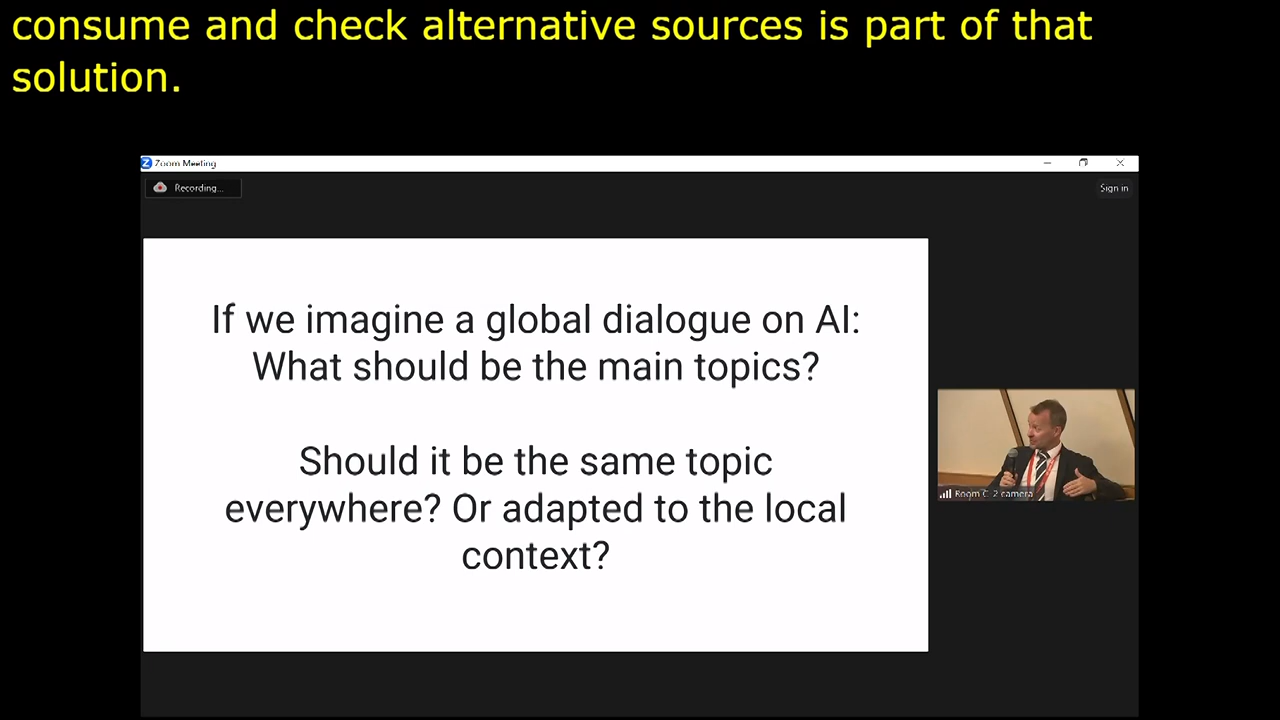 consume and check alternative sources is part of that
solution.
Zoom Meeting
Recording...
Sign in
If we imagine a global dialogue on AI:
What should be the main topics?
Should it be the same topic
everywhere? Or adapted to the local
context?
Room C_2 camera